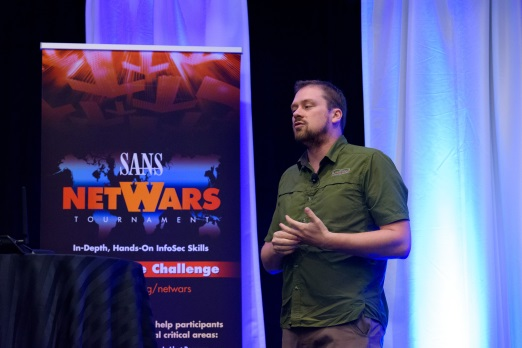 SANS
NETWARS
TOURNAMENT
In-Depth, Hands-On InfoSec Skills
e Challenge
g/netwars
help participants
l critical areas: